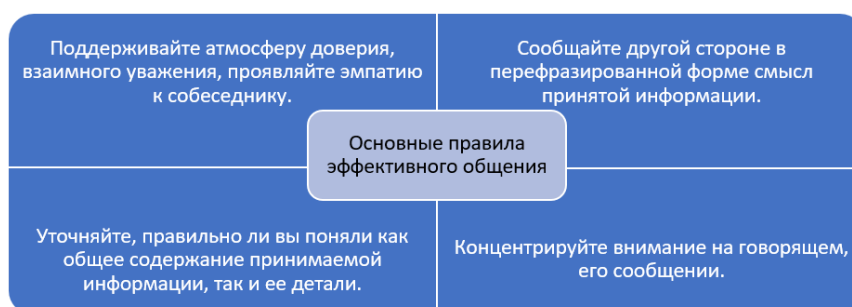 Поддерживайте атмосферу доверия,
взаимного уважения, проявляйте эмпатию
к собеседнику.
Сообщайте другой стороне в
перефразированной форме смысл
принятой информации.
Основные правила
эффективного общения
Уточняйте, правильно ли вы поняли как
общее содержание принимаемой
информации, так и ее детали.
Концентрируйте внимание на говорящем,
его сообщении.